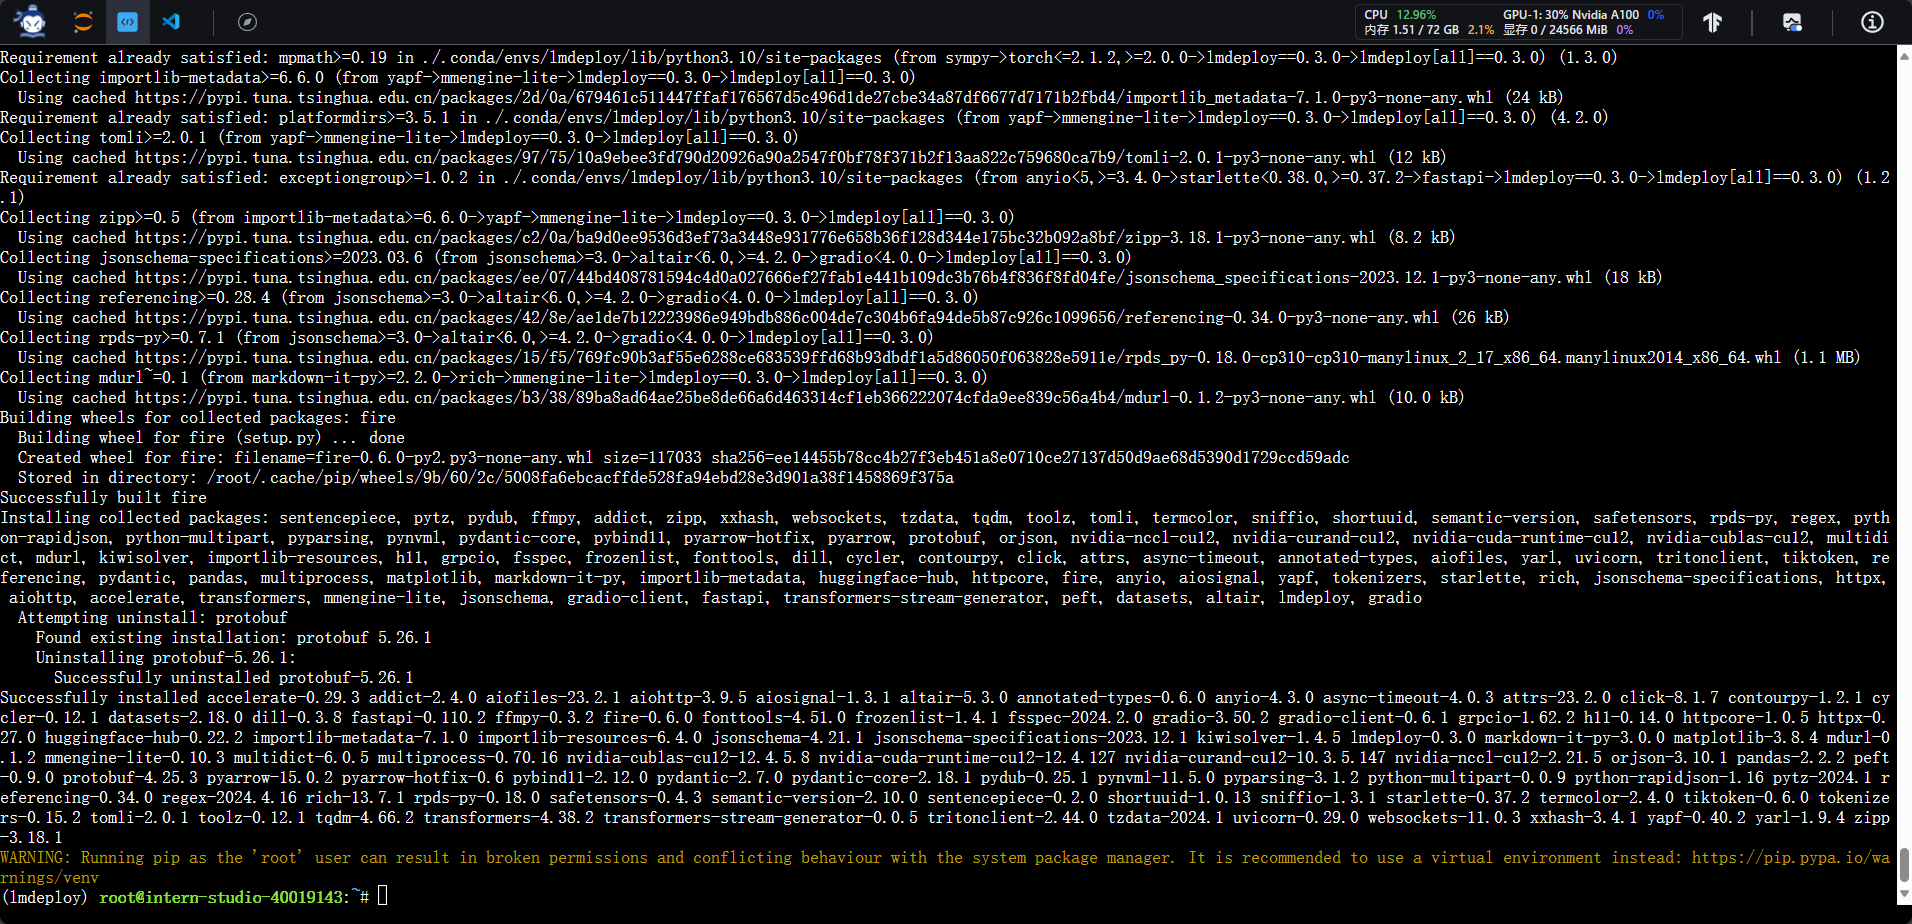 CPU 12.96% GPU-1: 30% Nvidia A100 0%
内存 1.51 / 72 GB 2.1% 显存 0 / 24566 MiB 0%
Requirement already satisfied: mpmath>=0.19 in ./.conda/envs/lmdeploy/lib/python3.10/site-packages (from sympy->torch<=2.1.2,>=2.0.0->lmdeploy==0.3.0->lmdeploy[all]==0.3.0) (1.3.0)
Collecting importlib-metadata>=6.6.0 (from yapf->mmengine-lite->lmdeploy==0.3.0->lmdeploy[all]==0.3.0)
  Using cached https://pypi.tuna.tsinghua.edu.cn/packages/2d/0a/679461c511447ffaf176567d5c496d1de27cbe34a87df6677d7171b2fbd4/importlib_metadata-7.1.0-py3-none-any.whl (24 kB)
Requirement already satisfied: platformdirs>=3.5.1 in ./.conda/envs/lmdeploy/lib/python3.10/site-packages (from yapf->mmengine-lite->lmdeploy==0.3.0->lmdeploy[all]==0.3.0) (4.2.0)
Collecting tomli>=2.0.1 (from yapf->mmengine-lite->lmdeploy==0.3.0->lmdeploy[all]==0.3.0)
  Using cached https://pypi.tuna.tsinghua.edu.cn/packages/97/75/10a9ebee3fd790d20926a90a2547f0bf78f371b2f13aa822c759680ca7b9/tomli-2.0.1-py3-none-any.whl (12 kB)
Requirement already satisfied: exceptiongroup>=1.0.2 in ./.conda/envs/lmdeploy/lib/python3.10/site-packages (from anyio<5,>=3.4.0->starlette<0.38.0,>=0.37.2->fastapi->lmdeploy==0.3.0->lmdeploy[all]==0.3.0) (1.2
.1)
Collecting zipp>=0.5 (from importlib-metadata>=6.6.0->yapf->mmengine-lite->lmdeploy==0.3.0->lmdeploy[all]==0.3.0)
  Using cached https://pypi.tuna.tsinghua.edu.cn/packages/c2/0a/ba9d0ee9536d3ef73a3448e931776e658b36f128d344e175bc32b092a8bf/zipp-3.18.1-py3-none-any.whl (8.2 kB)
Collecting jsonschema-specifications>=2023.03.6 (from jsonschema>=3.0->altair<6.0,>=4.2.0->gradio<4.0.0->lmdeploy[all]==0.3.0)
  Using cached https://pypi.tuna.tsinghua.edu.cn/packages/ee/07/44bd408781594c4d0a027666ef27fab1e441b109dc3b76b4f836f8fd04fe/jsonschema_specifications-2023.12.1-py3-none-any.whl (18 kB)
Collecting referencing>=0.28.4 (from jsonschema>=3.0->altair<6.0,>=4.2.0->gradio<4.0.0->lmdeploy[all]==0.3.0)
  Using cached https://pypi.tuna.tsinghua.edu.cn/packages/42/8e/ae1de7b12223986e949bdb886c004de7c304b6fa94de5b87c926c1099656/referencing-0.34.0-py3-none-any.whl (26 kB)
Collecting rpds-py>=0.7.1 (from jsonschema>=3.0->altair<6.0,>=4.2.0->gradio<4.0.0->lmdeploy[all]==0.3.0)
  Using cached https://pypi.tuna.tsinghua.edu.cn/packages/15/f5/769fc90b3af55e6288ce683539ffd68b93dbdf1a5d86050f063828e5911e/rpds_py-0.18.0-cp310-cp310-manylinux_2_17_x86_64.manylinux2014_x86_64.whl (1.1 MB)
Collecting mdurl~=0.1 (from markdown-it-py>=2.2.0->rich->mmengine-lite->lmdeploy==0.3.0->lmdeploy[all]==0.3.0)
  Using cached https://pypi.tuna.tsinghua.edu.cn/packages/b3/38/89ba8ad64ae25be8de66a6d463314cf1eb366222074cfda9ee839c56a4b4/mdurl-0.1.2-py3-none-any.whl (10.0 kB)
Building wheels for collected packages: fire
  Building wheel for fire (setup.py) ... done
  Created wheel for fire: filename=fire-0.6.0-py2.py3-none-any.whl size=117033 sha256=ee14455b78cc4b27f3eb451a8e0710ce27137d50d9ae68d5390d1729ccd59adc
  Stored in directory: /root/.cache/pip/wheels/9b/60/2c/5008fa6ebcacffde528fa94ebd28e3d901a38f1458869f375a
Successfully built fire
Installing collected packages: sentencepiece, pytz, pydub, ffmpy, addict, zipp, xxhash, websockets, tzdata, tqdm, toolz, tomli, termcolor, sniffio, shortuuid, semantic-version, safetensors, rpds-py, regex, pyth
on-rapidjson, python-multipart, pyparsing, pynvml, pydantic-core, pybind11, pyarrow-hotfix, pyarrow, protobuf, orjson, nvidia-nccl-cu12, nvidia-curand-cu12, nvidia-cuda-runtime-cu12, nvidia-cublas-cu12, multidi
ct, mdurl, kiwisolver, importlib-resources, h11, grpcio, fsspec, frozenlist, fonttools, dill, cycler, contourpy, click, attrs, async-timeout, annotated-types, aiofiles, yarl, uvicorn, tritonclient, tiktoken, re
ferencing, pydantic, pandas, multiprocess, matplotlib, markdown-it-py, importlib-metadata, huggingface-hub, httpcore, fire, anyio, aiosignal, yapf, tokenizers, starlette, rich, jsonschema-specifications, httpx,
 aiohttp, accelerate, transformers, mmengine-lite, jsonschema, gradio-client, fastapi, transformers-stream-generator, peft, datasets, altair, lmdeploy, gradio
  Attempting uninstall: protobuf
    Found existing installation: protobuf 5.26.1
    Uninstalling protobuf-5.26.1:
      Successfully uninstalled protobuf-5.26.1
Successfully installed accelerate-0.29.3 addict-2.4.0 aiofiles-23.2.1 aiohttp-3.9.5 aiosignal-1.3.1 altair-5.3.0 annotated-types-0.6.0 anyio-4.3.0 async-timeout-4.0.3 attrs-23.2.0 click-8.1.7 contourpy-1.2.1 cy
cler-0.12.1 datasets-2.18.0 dill-0.3.8 fastapi-0.110.2 ffmpy-0.3.2 fire-0.6.0 fonttools-4.51.0 frozenlist-1.4.1 fsspec-2024.2.0 gradio-3.50.2 gradio-client-0.6.1 grpcio-1.62.2 h11-0.14.0 httpcore-1.0.5 httpx-0.
27.0 huggingface-hub-0.22.2 importlib-metadata-7.1.0 importlib-resources-6.4.0 jsonschema-4.21.1 jsonschema-specifications-2023.12.1 kiwisolver-1.4.5 lmdeploy-0.3.0 markdown-it-py-3.0.0 matplotlib-3.8.4 mdurl-0
.1.2 mmengine-lite-0.10.3 multidict-6.0.5 multiprocess-0.70.16 nvidia-cublas-cu12-12.4.5.8 nvidia-cuda-runtime-cu12-12.4.127 nvidia-curand-cu12-10.3.5.147 nvidia-nccl-cu12-2.21.5 orjson-3.10.1 pandas-2.2.2 peft
-0.9.0 protobuf-4.25.3 pyarrow-15.0.2 pyarrow-hotfix-0.6 pybind11-2.12.0 pydantic-2.7.0 pydantic-core-2.18.1 pydub-0.25.1 pynvml-11.5.0 pyparsing-3.1.2 python-multipart-0.0.9 python-rapidjson-1.16 pytz-2024.1 r
eferencing-0.34.0 regex-2024.4.16 rich-13.7.1 rpds-py-0.18.0 safetensors-0.4.3 semantic-version-2.10.0 sentencepiece-0.2.0 shortuuid-1.0.13 sniffio-1.3.1 starlette-0.37.2 termcolor-2.4.0 tiktoken-0.6.0 tokenize
rs-0.15.2 tomli-2.0.1 toolz-0.12.1 tqdm-4.66.2 transformers-4.38.2 transformers-stream-generator-0.0.5 tritonclient-2.44.0 tzdata-2024.1 uvicorn-0.29.0 websockets-11.0.3 xxhash-3.4.1 yapf-0.40.2 yarl-1.9.4 zipp
-3.18.1
WARNING: Running pip as the 'root' user can result in broken permissions and conflicting behaviour with the system package manager. It is recommended to use a virtual environment instead: https://pip.pypa.io/wa
rnings/venv
(lmdeploy) root@intern-studio-40019143:~#